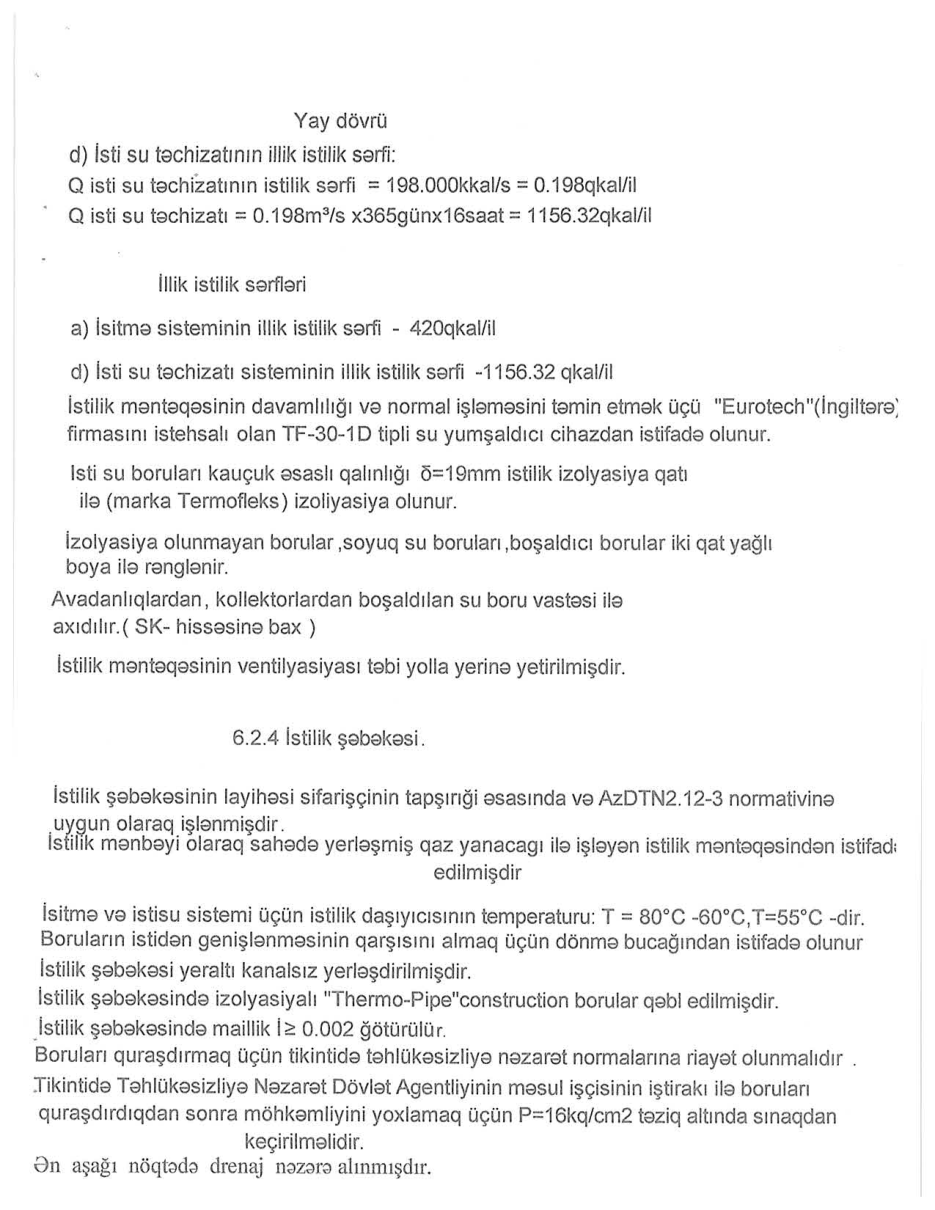 Yay dövrü
d) İsti su təchizatının illik istilik sərfi:
Q isti su təchizatının istilik sərfi = 198.000kkal/s = 0.198qkal/il
Q isti su təchizatı = 0.198m³/s x365günx16saat = 1156.32qkal/il
İllik istilik sərfləri
a) İsitmə sisteminin illik istilik sərfi - 420qkal/il
d) İsti su təchizatı sisteminin illik istilik sərfi -1156.32 qkal/il
İstilik məntəqəsinin davamlılığı və normal işləməsini təmin etmək üçü "Eurotech"(İngiltərə)
firmasını istehsalı olan TF-30-1D tipli su yumşaldıcı cihazdan istifadə olunur.
Isti su boruları kauçuk əsaslı qalınlığı δ=19mm istilik izolyasiya qatı
ilə (marka Termofleks) izoliyasiya olunur.
İzolyasiya olunmayan borular ,soyuq su boruları ,boşaldıcı borular iki qat yağlı
boya ilə rənglənir.
Avadanlıqlardan, kollektorlardan boşaldılan su boru vastəsi ilə
axıdılır.( SK- hissəsinə bax )
İstilik məntəqəsinin ventilyasiyası təbi yolla yerinə yetirilmişdir.
6.2.4 İstilik şəbəkəsi.
İstilik şəbəkəsinin layihəsi sifarişçinin tapşırıği əsasında və AzDTN2.12-3 normativinə
uygun olaraq işlənmişdir.
İstilik mənbəyi olaraq sahədə yerləşmiş qaz yanacagı ilə işləyən istilik məntəqəsindən istifadə
edilmişdir
İsitmə və istisu sistemi üçün istilik daşıyıcısının temperaturu: T = 80°C -60°C,T=55°C -dir.
Boruların istidən genişlənməsinin qarşısını almaq üçün dönmə bucağından istifadə olunur
İstilik şəbəkəsi yeraltı kanalsız yerləşdirilmişdir.
İstilik şəbəkəsində izolyasiyalı "Thermo-Pipe"construction borular qəbl edilmişdir.
İstilik şəbəkəsində maillik İ≥ 0.002 ğötürülür.
Boruları quraşdırmaq üçün tikintidə təhlükəsizliyə nəzarət normalarına riayət olunmalıdır .
Tikintidə Təhlükəsizliyə Nəzarət Dövlət Agentliyinin məsul işçisinin iştirakı ilə boruları
quraşdırdıqdan sonra möhkəmliyini yoxlamaq üçün P=16kq/cm2 təziq altında sınaqdan
keçirilməlidir.
Ən aşağı nöqtədə drenaj nəzərə alınmışdır.